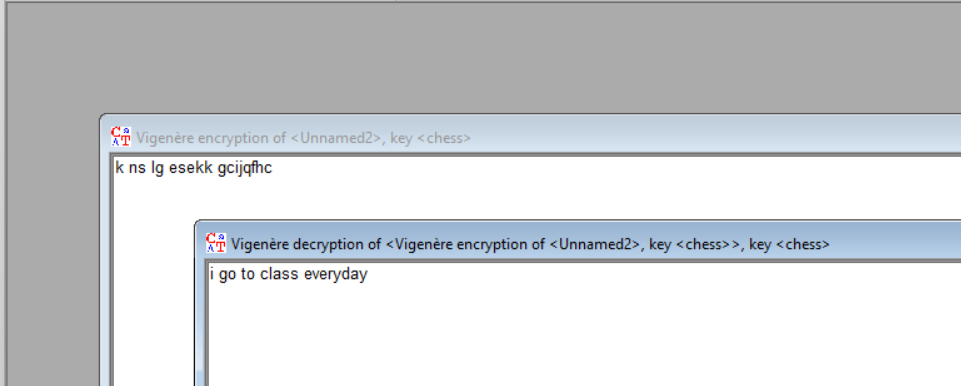 Vigenère encryption of <Unnamed2>, key <chess>
k ns lg esekk gcijqfhc
Vigenère decryption of <Vigenère encryption of <Unnamed2>, key <chess>>, key <chess>
i go to class everyday